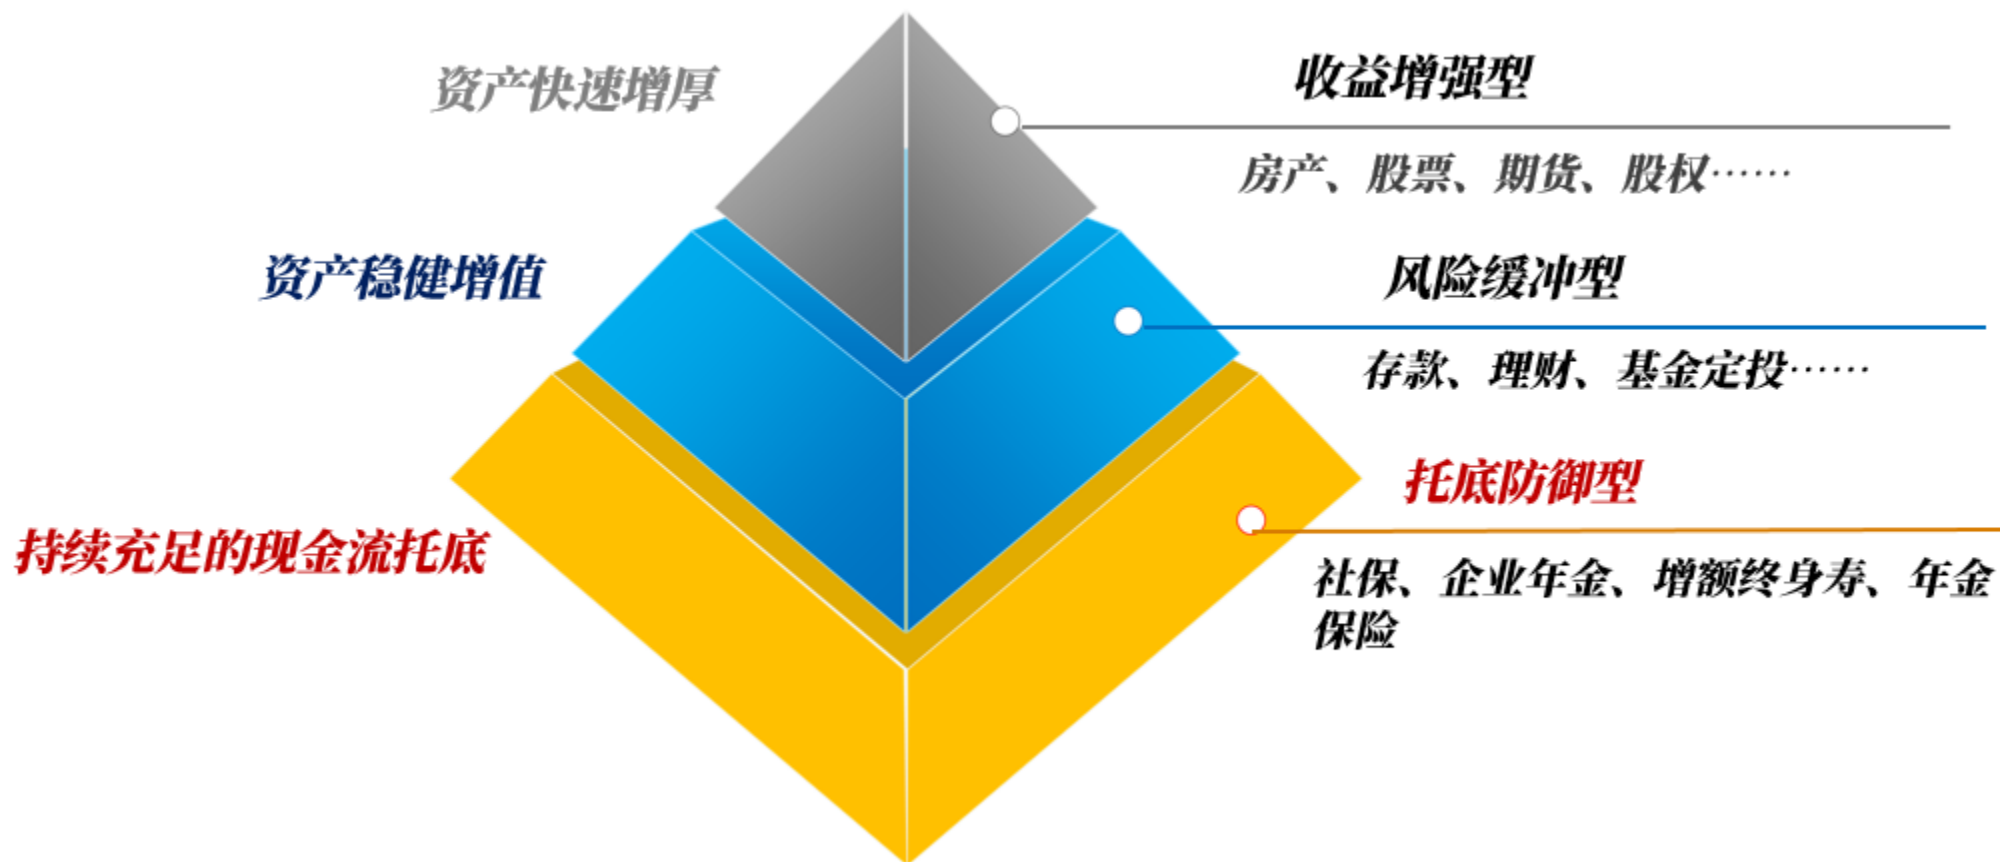 资产快速增厚
收益增强型
房产、股票、期货、股权……
资产稳健增值
风险缓冲型
存款、理财、基金定投……
持续充足的现金流托底
托底防御型
社保、企业年金、增额终身寿、年金
保险